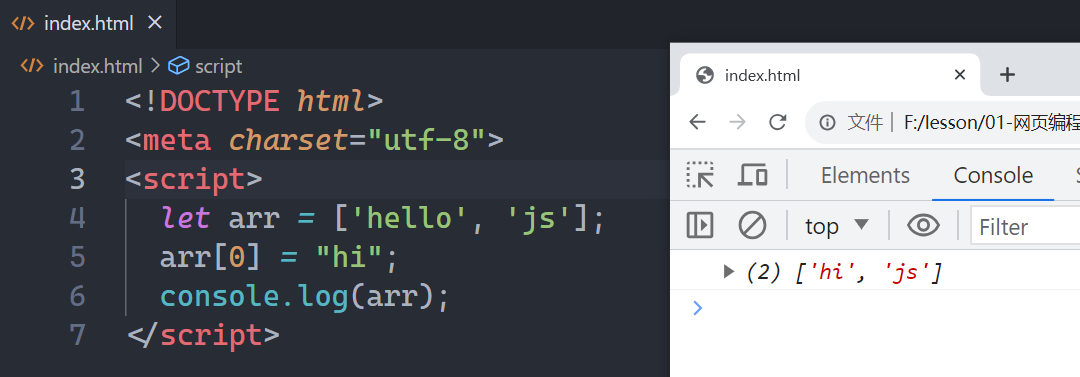 index.html
index.html > script
1 <!DOCTYPE html>
2 <meta charset="utf-8">
3 <script>
4 let arr = ['hello', 'js'];
5 arr[0] = "hi";
6 console.log(arr);
7 </script>
index.html
文件 | F:/lesson/01-网页编程
Elements Console
top Filter
(2) ['hi', 'js']